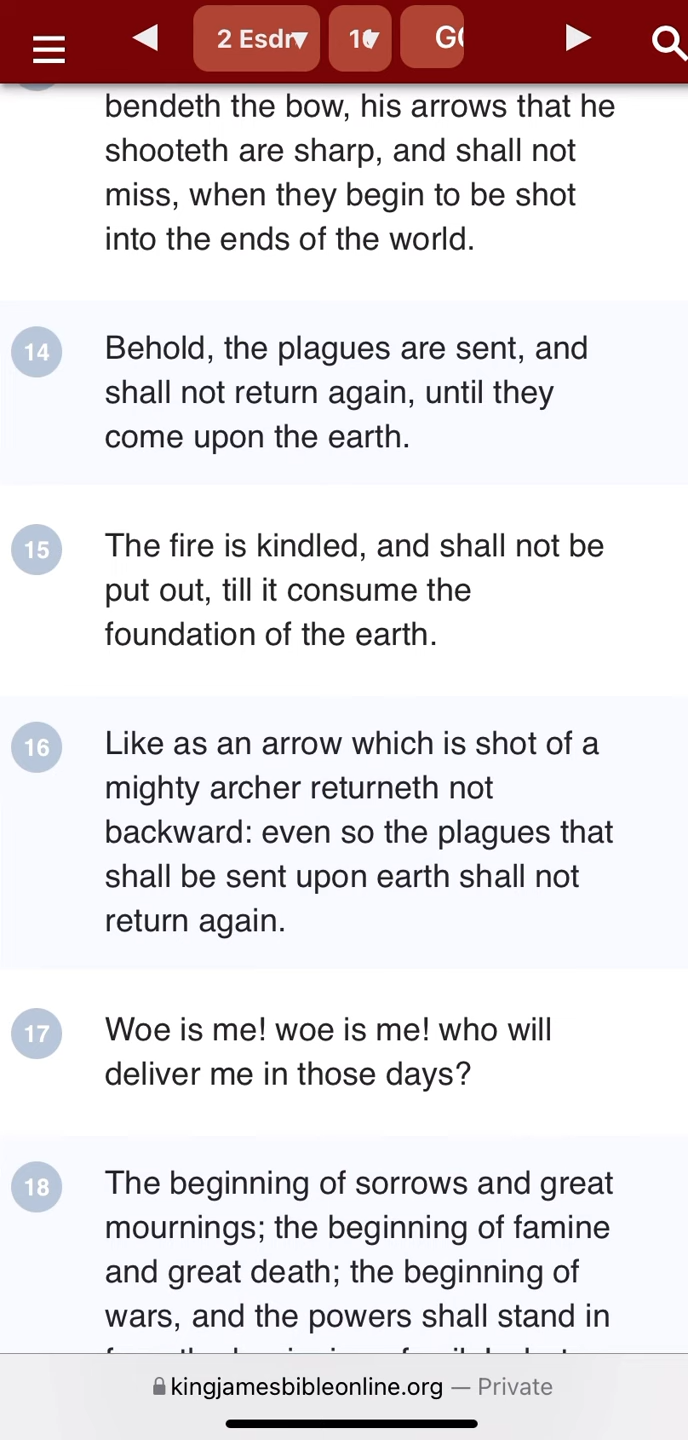 2 Esdr
bendeth the bow, his arrows that he
shooteth are sharp, and shall not
miss, when they begin to be shot
into the ends of the world.
14 Behold, the plagues are sent, and
shall not return again, until they
come upon the earth.
15 The fire is kindled, and shall not be
put out, till it consume the
foundation of the earth.
16 Like as an arrow which is shot of a
mighty archer returneth not
backward: even so the plagues that
shall be sent upon earth shall not
return again.
17 Woe is me! woe is me! who will
deliver me in those days?
18 The beginning of sorrows and great
mournings; the beginning of famine
and great death; the beginning of
wars, and the powers shall stand in
kingjamesbibleonline.org — Private